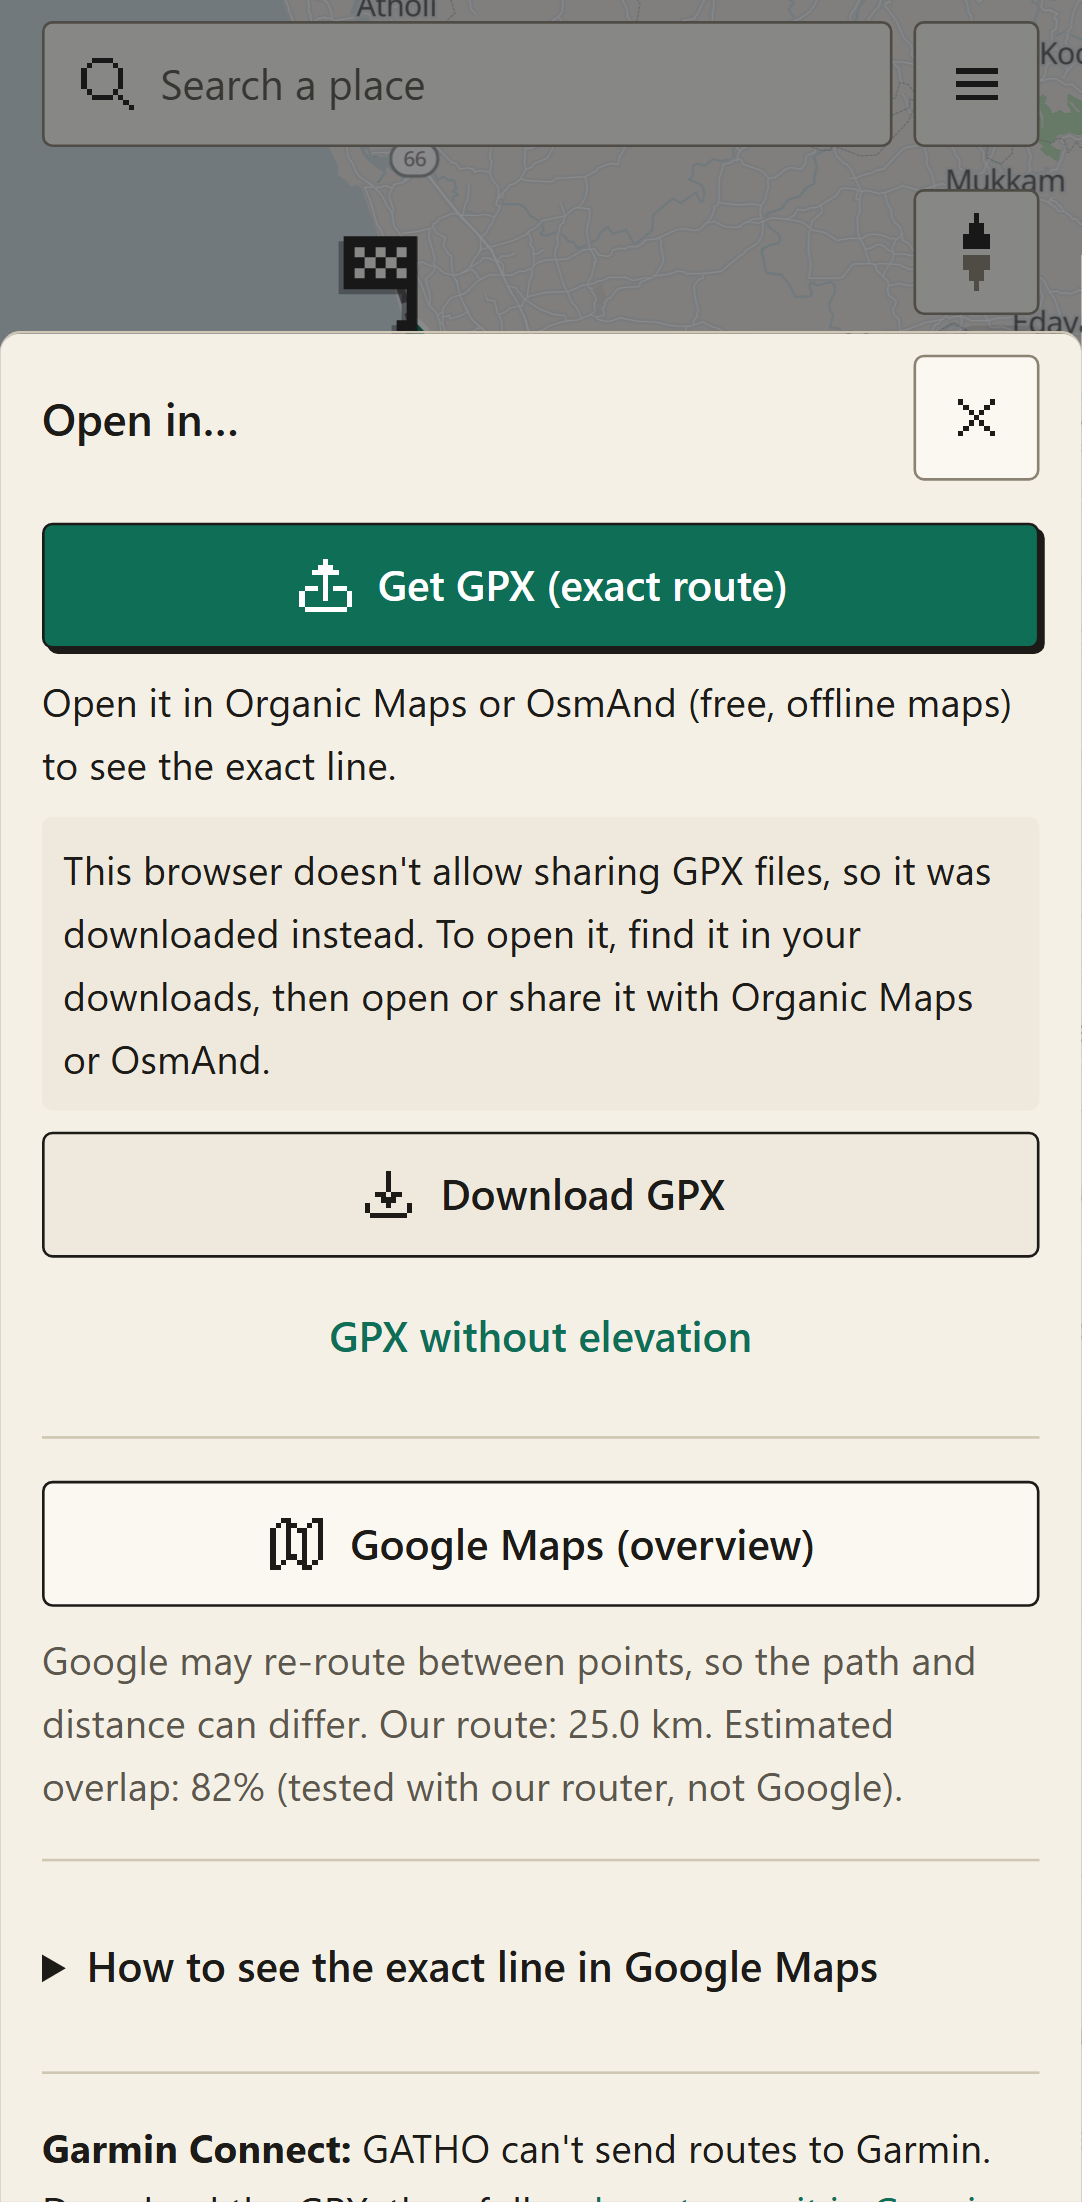 Atholi
Search a place
66
Mukkam
Open in...
Get GPX (exact route)
Open it in Organic Maps or OsmAnd (free, offline maps)
to see the exact line.
This browser doesn't allow sharing GPX files, so it was
downloaded instead. To open it, find it in your
downloads, then open or share it with Organic Maps
or OsmAnd.
Download GPX
GPX without elevation
Google Maps (overview)
Google may re-route between points, so the path and
distance can differ. Our route: 25.0 km. Estimated
overlap: 82% (tested with our router, not Google).
How to see the exact line in Google Maps
Garmin Connect: GATHO can't send routes to Garmin.